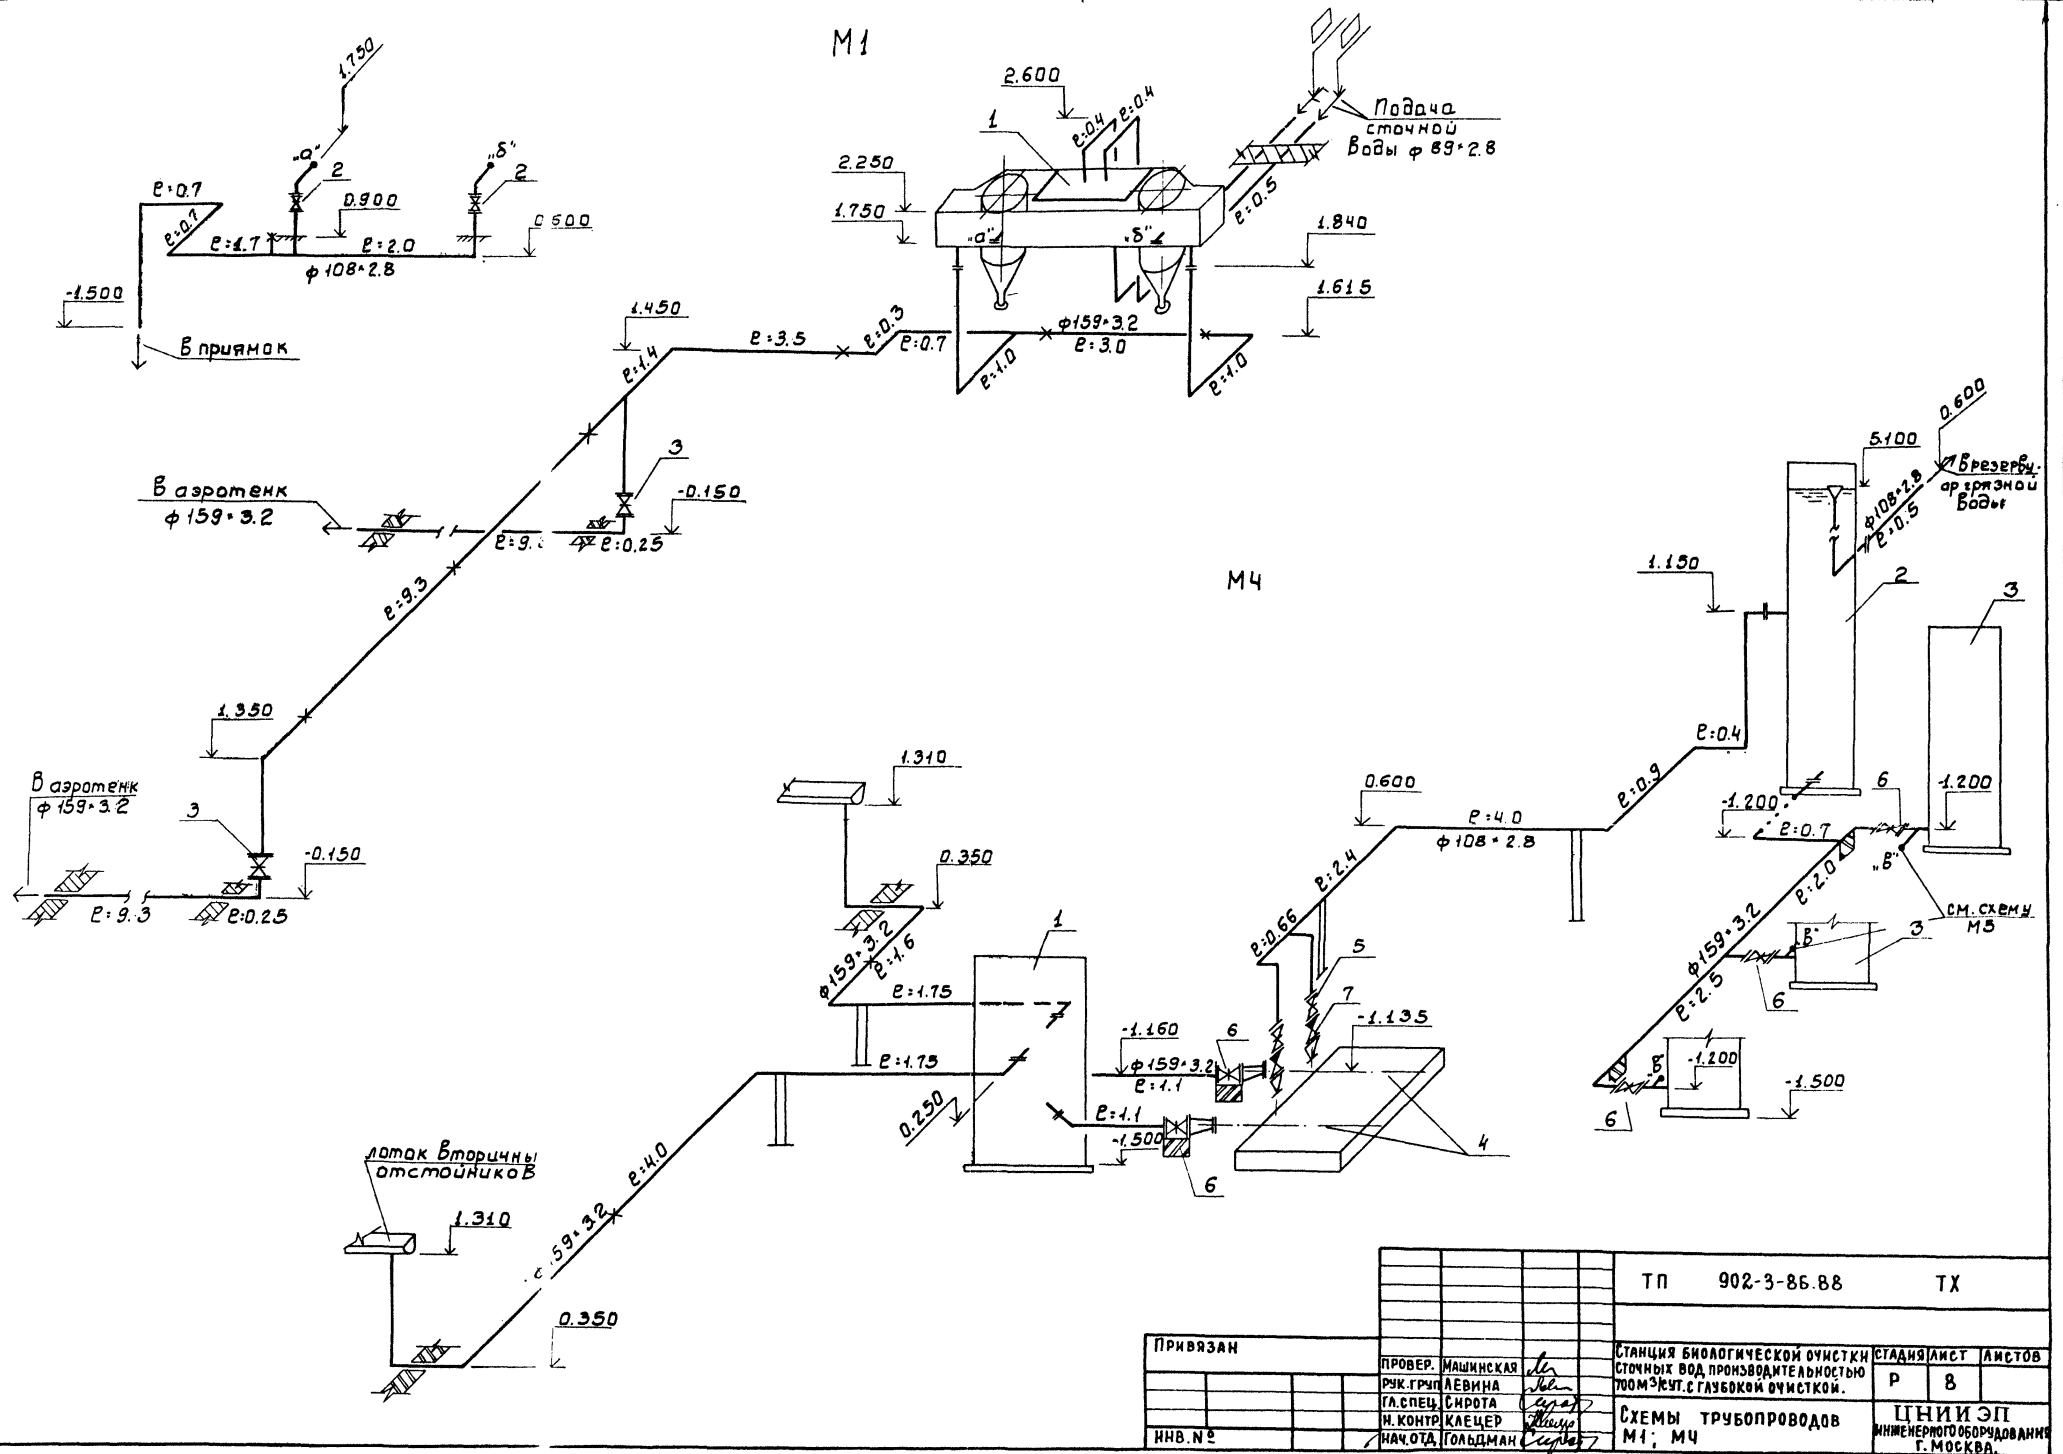 М1
1.750
„а"
2
„б"
2
ℓ=0.7
ℓ=0.7
0.900
0.600
ℓ=1.7
ℓ=2.0
ф108×2.8
-1.500
В приямок
2.600
ℓ=0.4
ℓ=0.4
1
Подача
сточной
воды ф 89×2.8
2.250
1.750
„а"
„б"
ℓ=0.5
1.840
1.615
1.450
ℓ=1.4
ℓ=3.5
ℓ=0.3
ℓ=0.7
ф159×3.2
ℓ=3.0
ℓ=1.0
ℓ=1.0
3
В аэротенк
ф159×3.2
-0.150
ℓ=0.25
ℓ=9.3
1.350
В аэротенк
ф159×3.2
3
-0.150
ℓ=9.3
ℓ=0.25
М4
0.600
5.100
В резерву-
ар грязной
воды
ф108×2.8
ℓ=0.5
1.150
2
3
ℓ=0.4
ℓ=0.9
0.600
ℓ=4.0
ф108×2.8
ℓ=2.4
ℓ=0.66
-1.200
ℓ=0.7
6
-1.200
„В"
ℓ=2.0
см. схему
М3
„В"
3
ф159×3.2
ℓ=2.5
6
„В"
-1.200
-1.500
6
1.310
0.350
ф159×3.2
ℓ=1.6
1
ℓ=1.75
5
7
-1.160
6
-1.135
ф159×3.2
ℓ=1.1
ℓ=1.75
0.250
ℓ=1.1
-1.500
4
6
лоток вторичны
отстойников
ℓ=4.0
1.310
59×3.2
0.350
ТП 902-3-86.88 ТХ
Привязан
Инв.№
Провер. Машинская
Рук.груп Левина
Гл.спец. Сирота
Н.контр Клецер
Нач.отд. Гольдман
Станция биологической очистки
сточных вод производительностью
700м³/сут. с глубокой очисткой.
Стадия Лист Листов
Р 8
Схемы трубопроводов
М1; М4
ЦНИИЭП
инженерного оборудования
г. Москва.